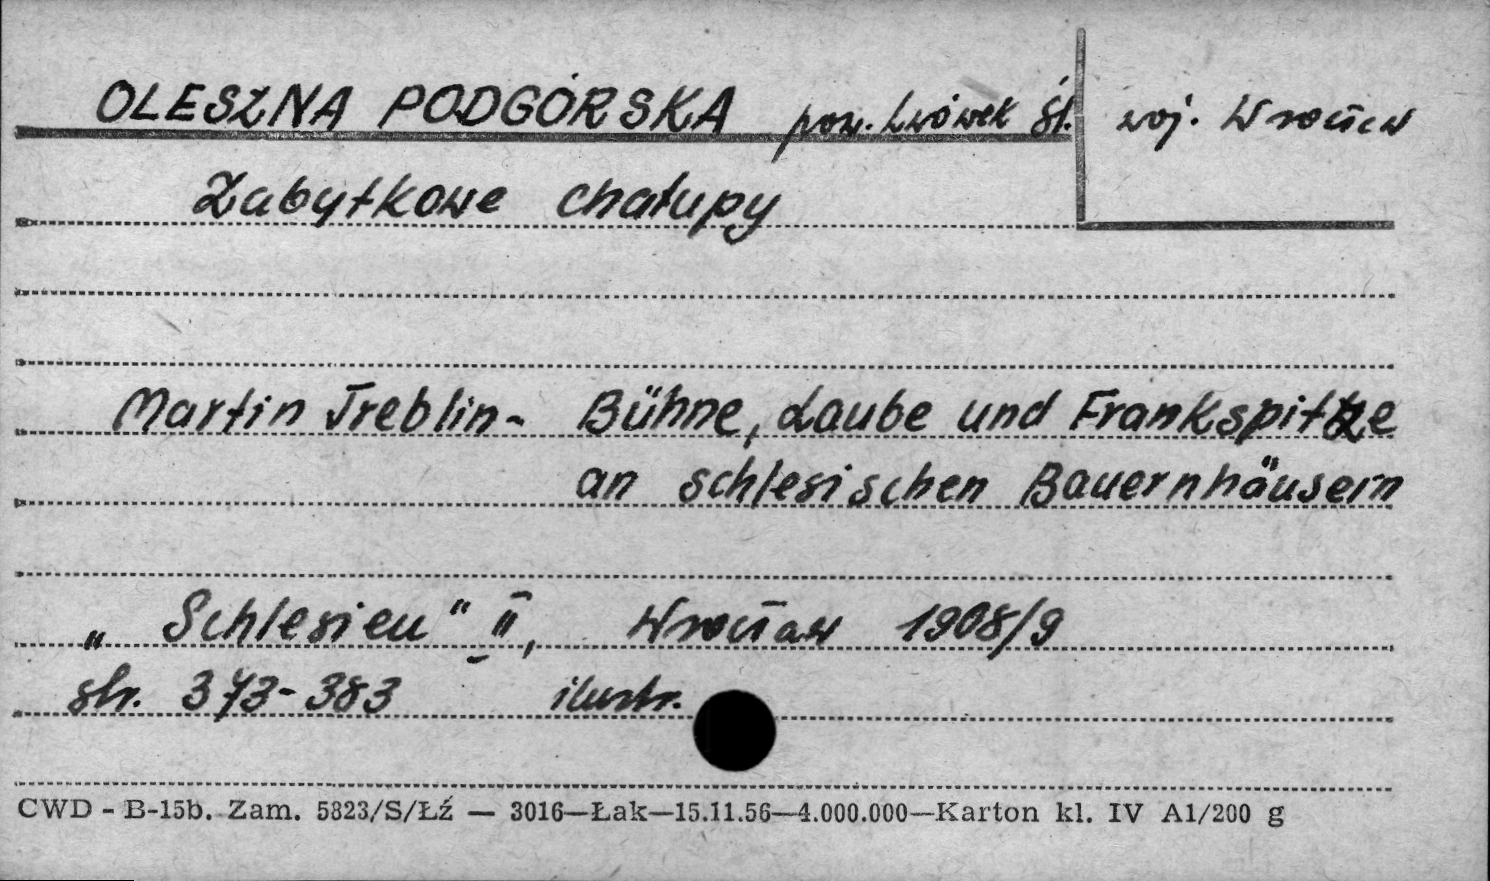 OLESZNA PODGÓRSKA pow. Lwówek Śl. woj. Wrocław
Zabytkowe chałupy
Martin Treblin- Bühne, Laube und Frankspitze
an schlesischen Bauernhäusern
„Schlesien" II, Wrocław 1908/9
str. 373-383 ilustr.
CWD - B-15b. Zam. 5823/S/Łź — 3016—Łak—15.11.56—4.000.000—Karton kl. IV A1/200 g